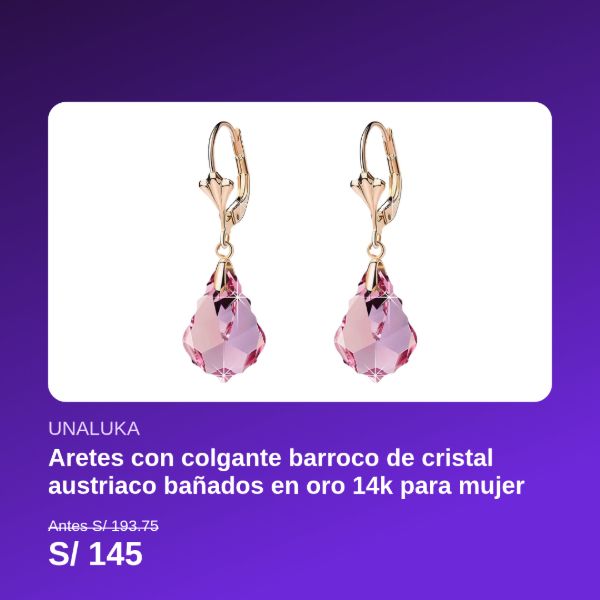 UNALUKA
Aretes con colgante barroco de cristal
austriaco bañados en oro 14k para mujer
Antes S/ 193.75
S/ 145